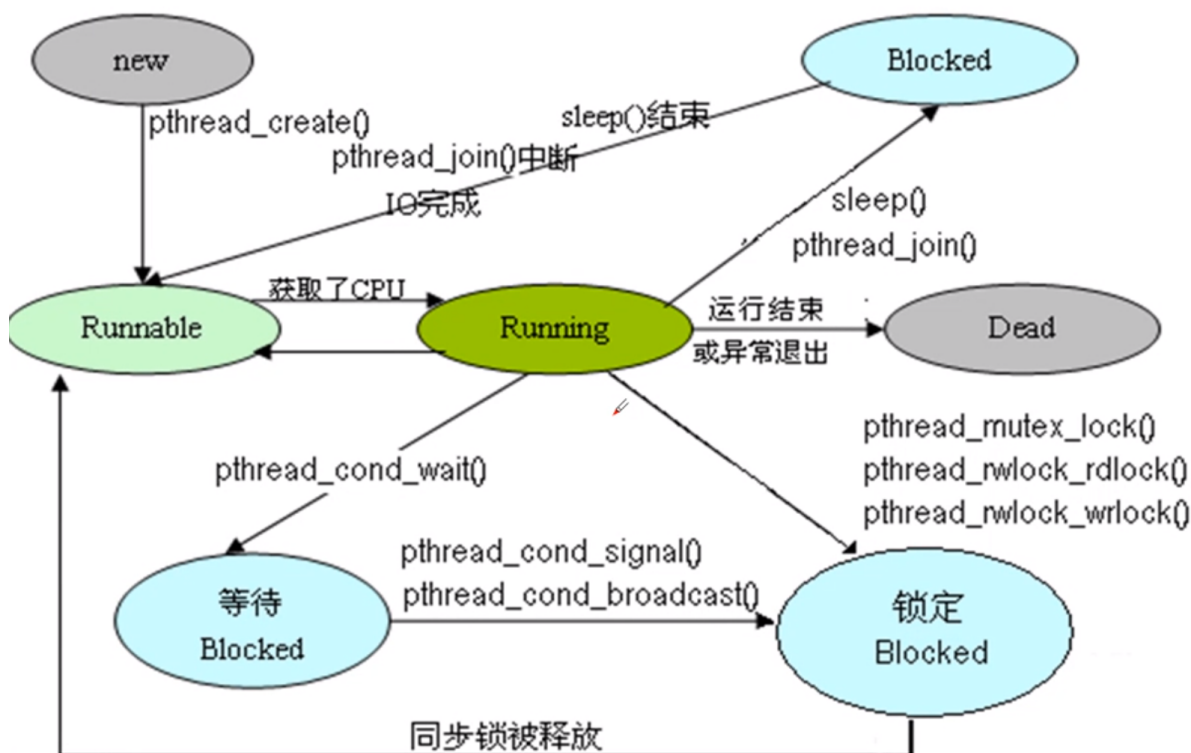 new
Blocked
pthread_create()
sleep()结束
pthread_join()中断
IO完成
sleep()
pthread_join()
获取了CPU
Runnable
Running
运行结束
或异常退出
Dead
pthread_mutex_lock()
pthread_rwlock_rdlock()
pthread_rwlock_wrlock()
pthread_cond_wait()
pthread_cond_signal()
pthread_cond_broadcast()
等待
Blocked
锁定
Blocked
同步锁被释放